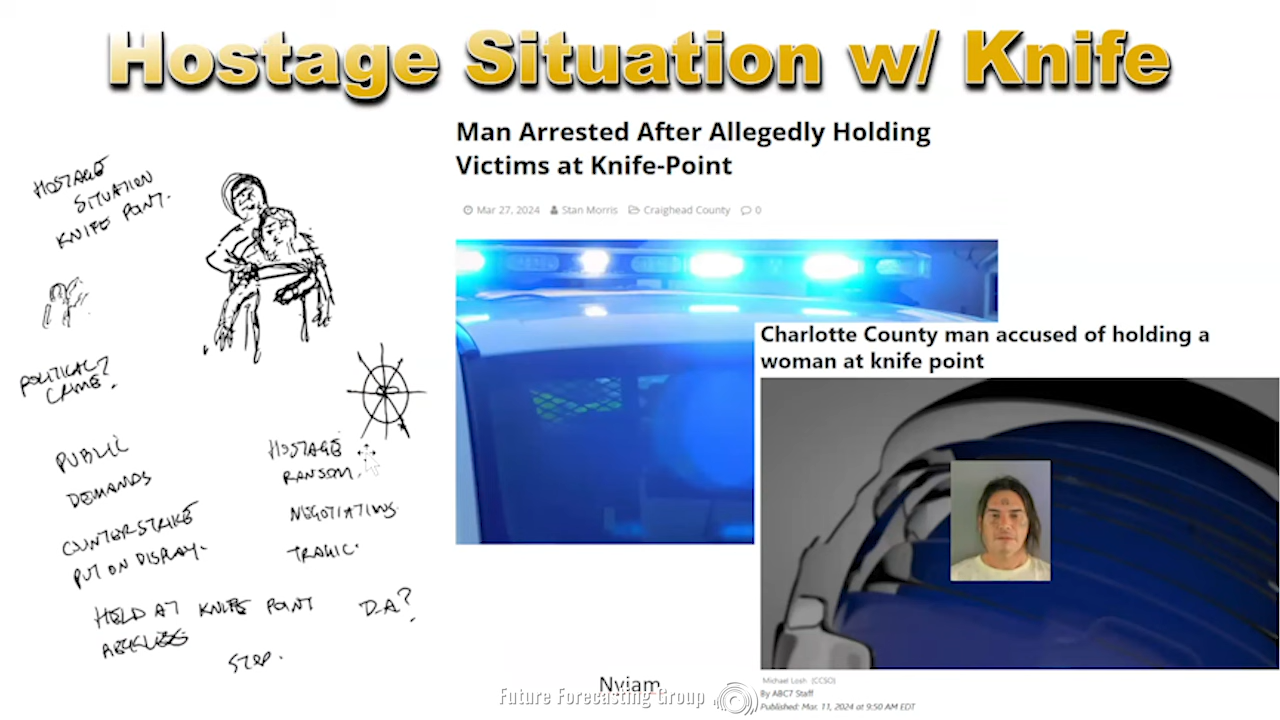 Hostage Situation w/ Knife
HOSTAGE
SITUATION
KNIFE POINT.
POLITICAL?
CRIME.
PUBLIC
DEMANDS
COUNTERSTRIKE
PUT ON DISPLAY.
HOSTAGE
RANSOM.
NEGOTIATIONS.
TRAGIC.
HELD AT KNIFE POINT
D.A?
STOP.
Man Arrested After Allegedly Holding
Victims at Knife-Point
Mar 27, 2024 Stan Morris Craighead County 0
Charlotte County man accused of holding a
woman at knife point
Michael Losh (CCSO)
By ABC7 Staff
Published: Mar. 11, 2024 at 9:50 AM EDT
Nyiam
Future Forecasting Group